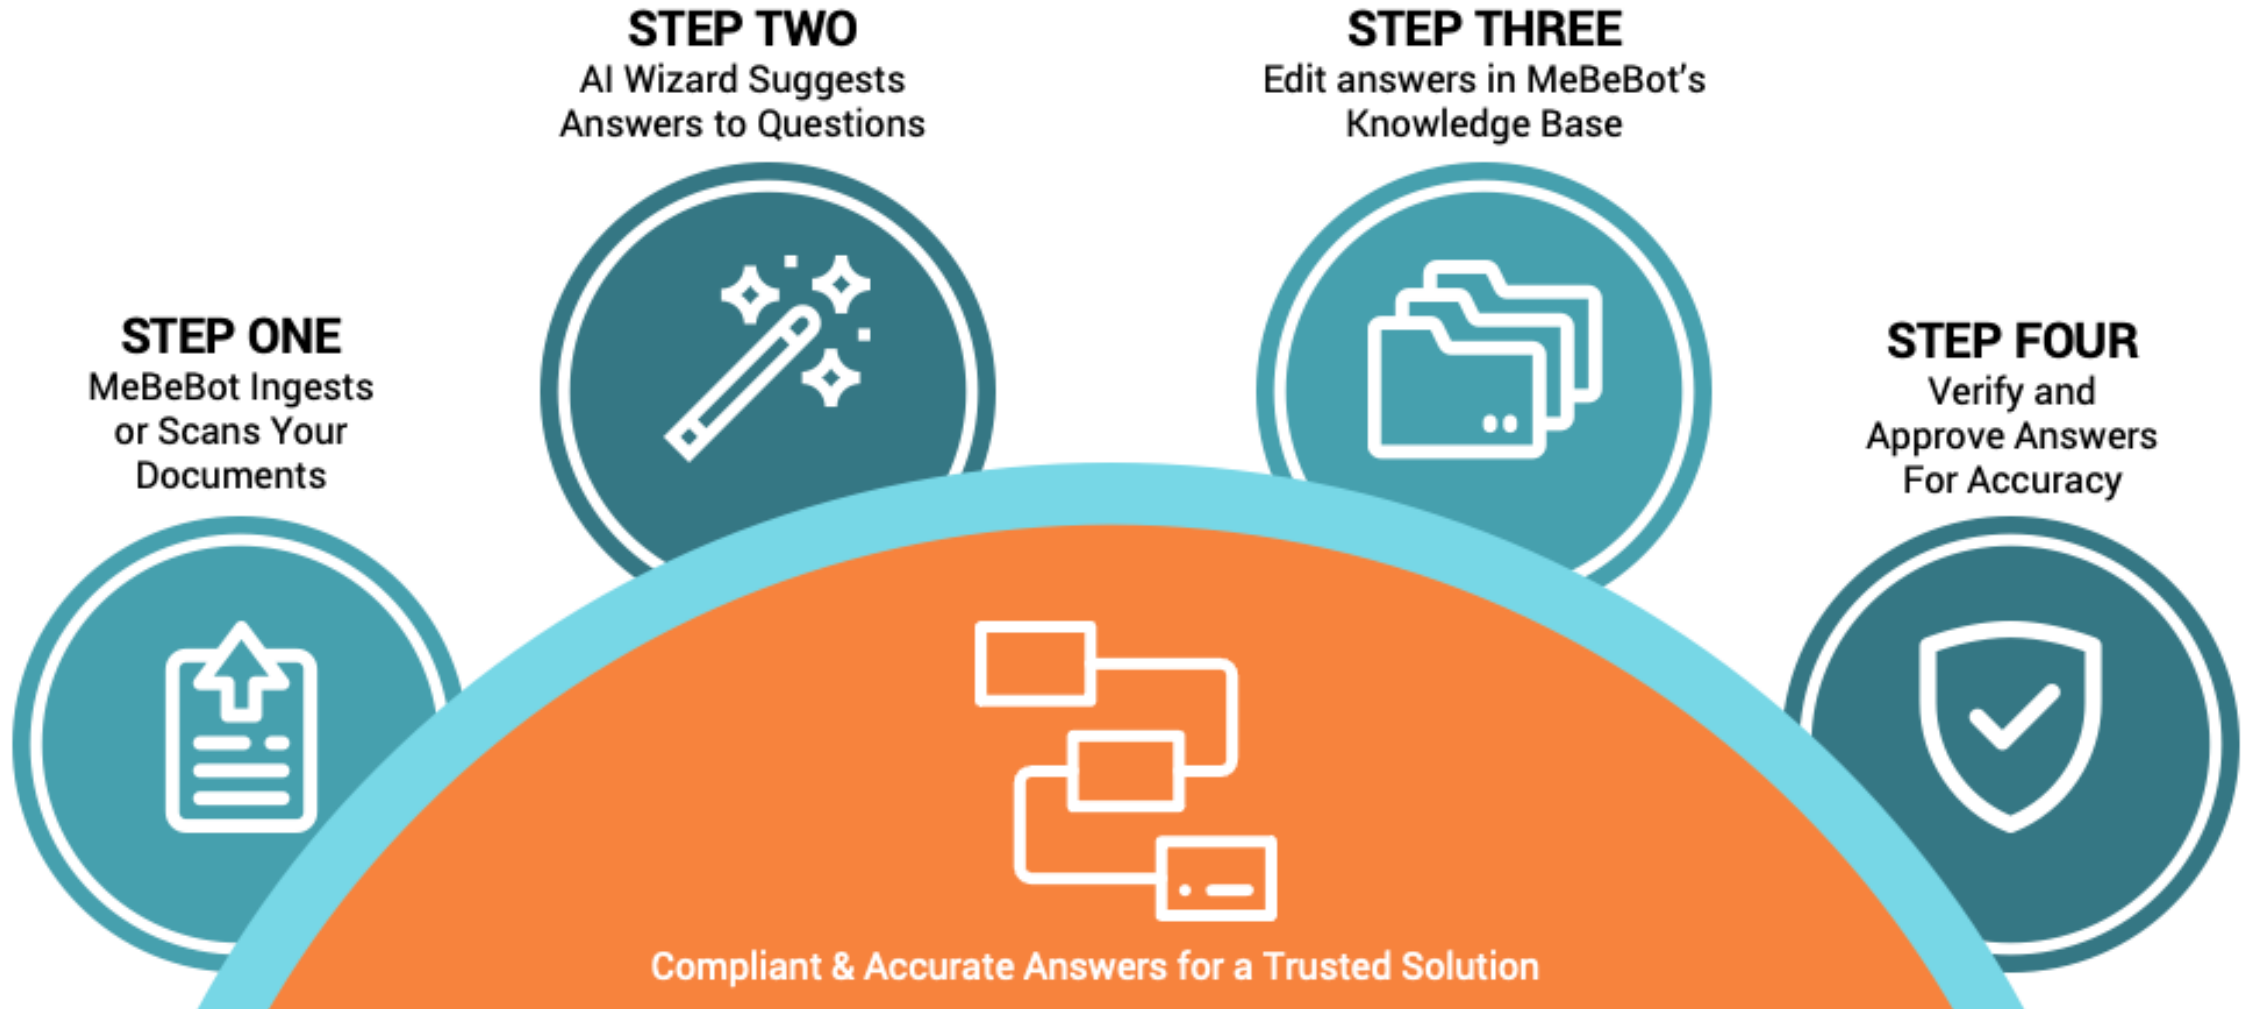 STEP ONE
MeBeBot Ingests
or Scans Your
Documents
STEP TWO
AI Wizard Suggests
Answers to Questions
STEP THREE
Edit answers in MeBeBot's
Knowledge Base
STEP FOUR
Verify and
Approve Answers
For Accuracy
Compliant & Accurate Answers for a Trusted Solution